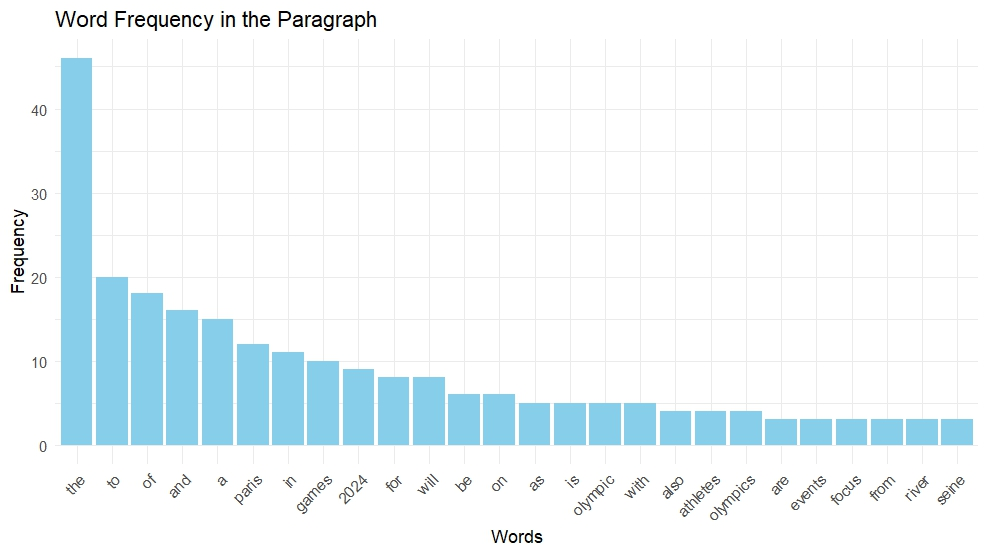 Word Frequency in the Paragraph
Frequency
40
30
20
10
0
the to of and a paris in games 2024 for will be on as is olympic with also athletes olympics are events focus from river seine
Words